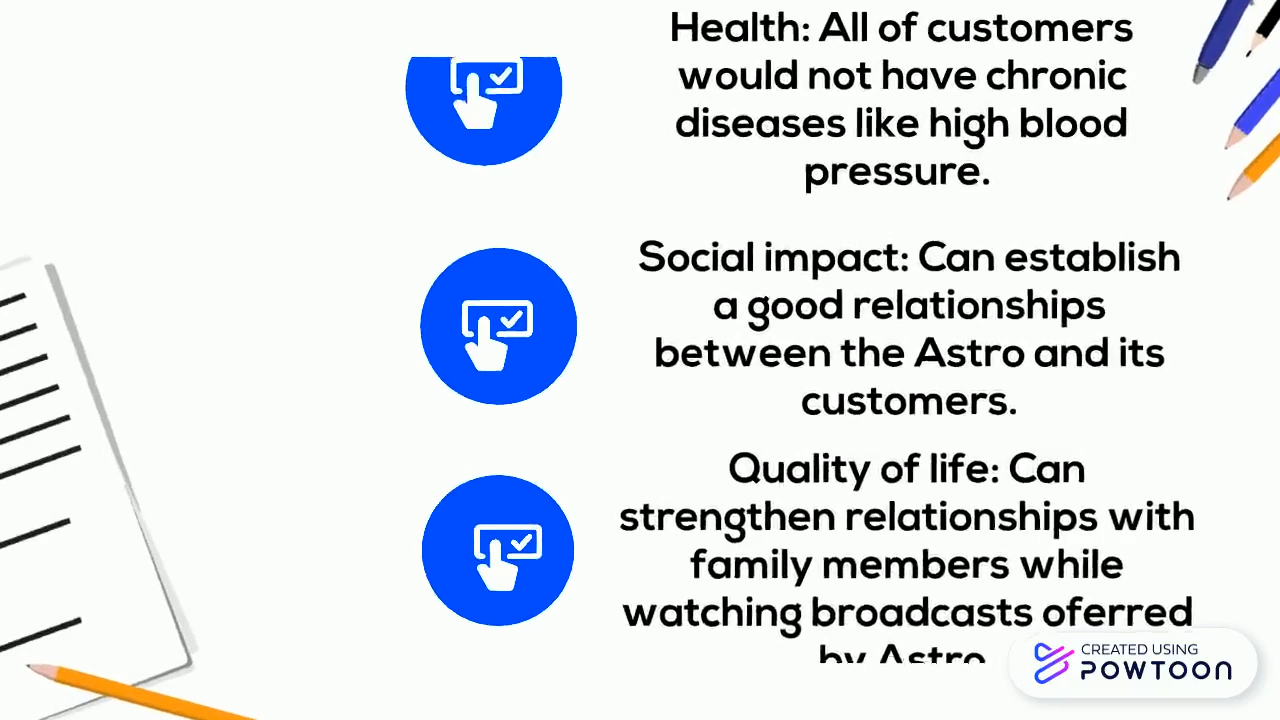 Health: All of customers
would not have chronic
diseases like high blood
pressure.
Social impact: Can establish
a good relationships
between the Astro and its
customers.
Quality of life: Can
strengthen relationships with
family members while
watching broadcasts oferred
by Astro
CREATED USING
POWTOON